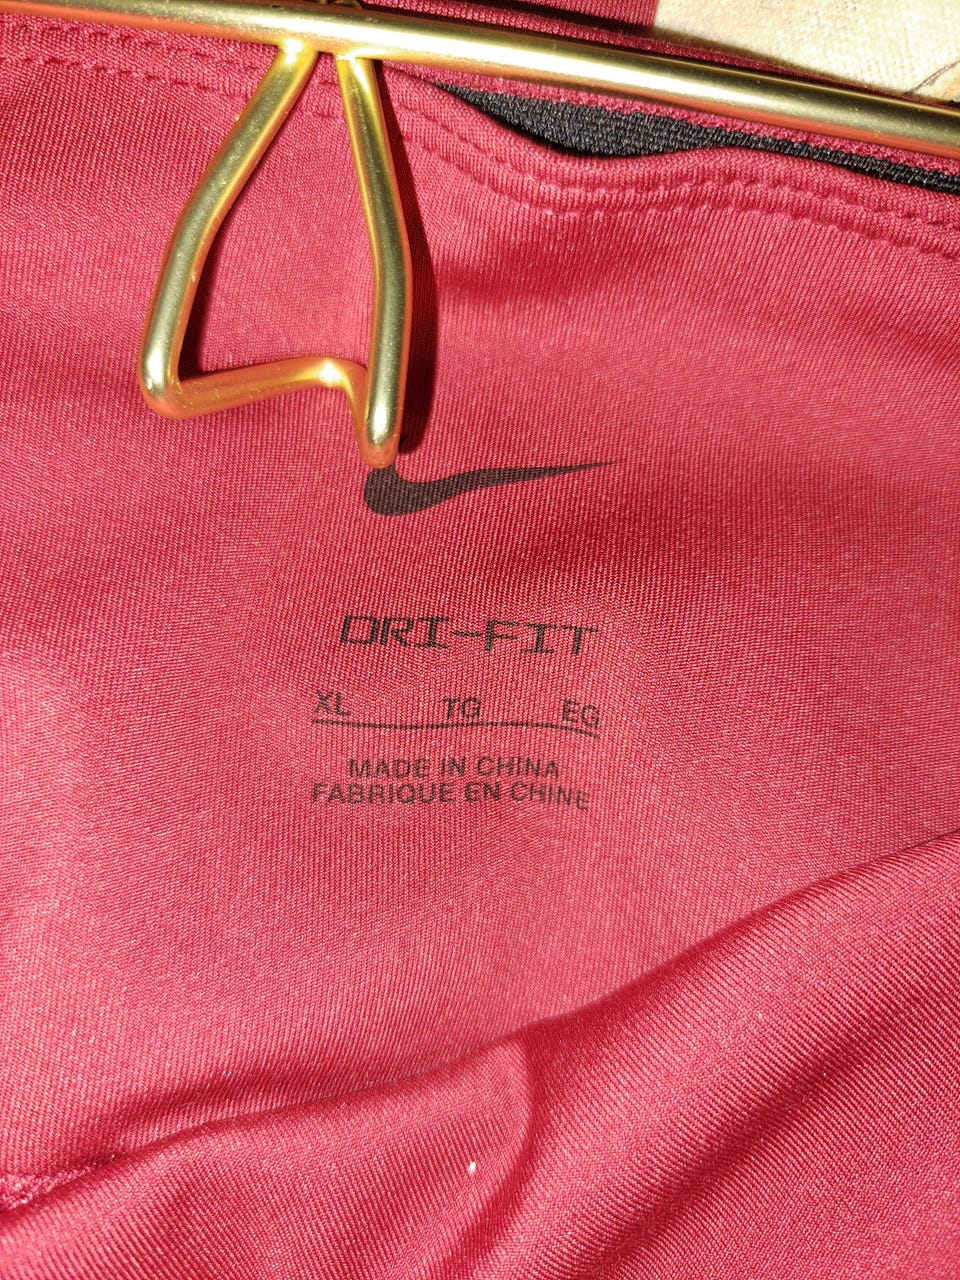 DRI-FIT
XL TG EG
MADE IN CHINA
FABRIQUE EN CHINE